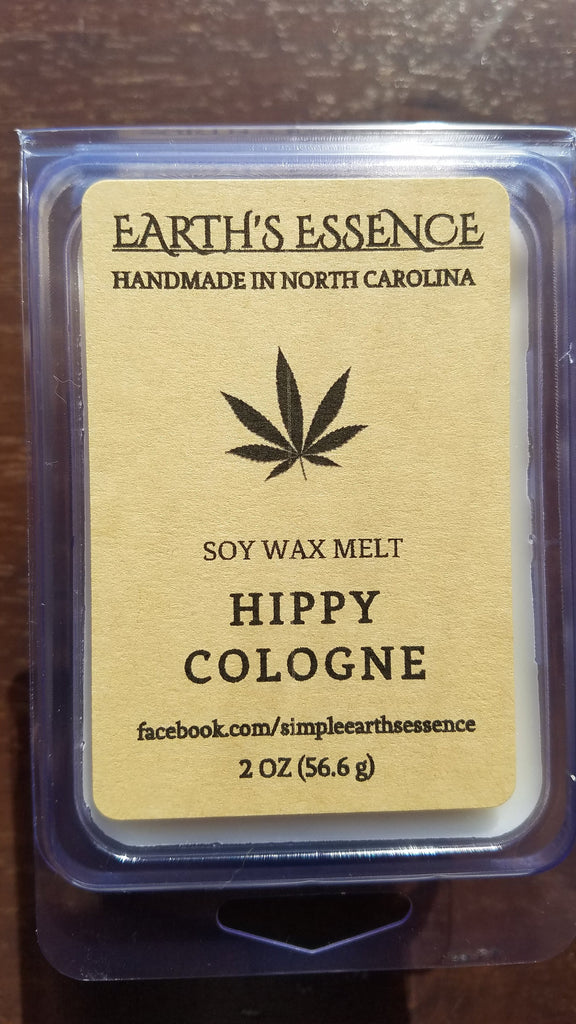 EARTH'S ESSENCE
HANDMADE IN NORTH CAROLINA
SOY WAX MELT
HIPPY
COLOGNE
facebook.com/simpleearthsessence
2 OZ (56.6 g)